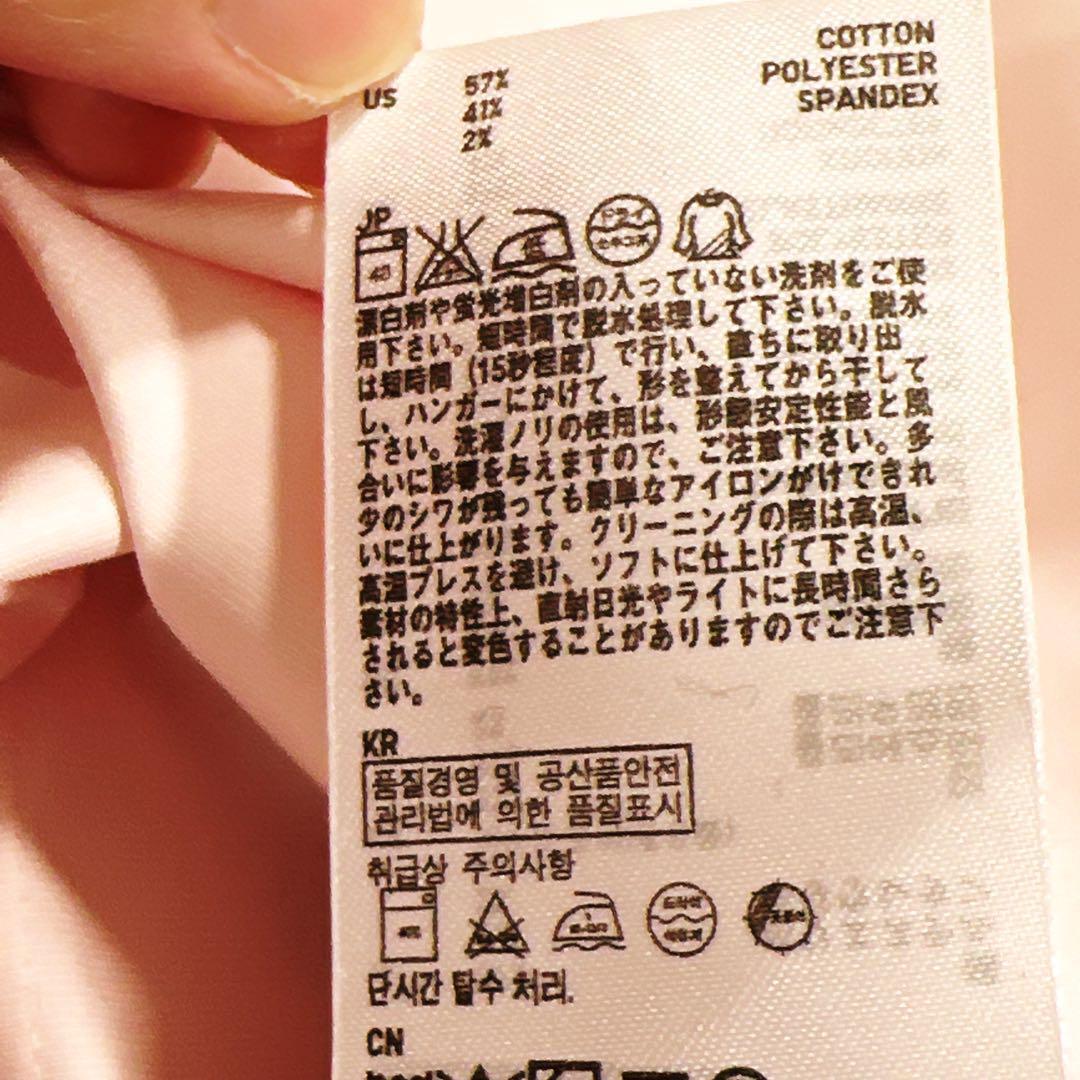 US 57% COTTON
41% POLYESTER
2% SPANDEX
JP
40 ドライ
漂白剤や蛍光増白剤の入っていない洗剤をご使
用下さい。短時間で脱水処理して下さい。脱水
は短時間 (15秒程度) で行い、直ちに取り出
し、ハンガーにかけて、形を整えてから干して
下さい。洗濯ノリの使用は、形態安定性能と風
合いに影響を与えますので、ご注意下さい。多
少のシワが残っても簡単なアイロンがけできれ
いに仕上がります。クリーニングの際は高温、
高湿プレスを避け、ソフトに仕上げて下さい。
素材の特性上、直射日光やライトに長時間さら
されると変色することがありますのでご注意下
さい。
KR
품질경영 및 공산품안전
관리법에 의한 품질표시
취급상 주의사항
드라이
단시간 탈수 처리.
CN